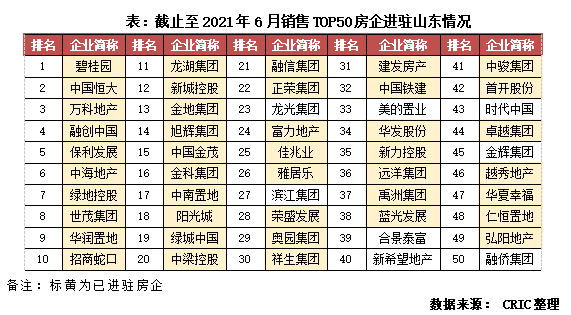 表：截止至 2021 年 6 月销售 TOP50 房企进驻山东情况
排名 企业简称 排名 企业简称 排名 企业简称 排名 企业简称 排名 企业简称
1 碧桂园 11 龙湖集团 21 融信集团 31 建发房产 41 中骏集团
2 中国恒大 12 新城控股 22 正荣集团 32 中国铁建 42 首开股份
3 万科地产 13 金地集团 23 龙光集团 33 美的置业 43 时代中国
4 融创中国 14 旭辉集团 24 富力地产 34 华发股份 44 卓越集团
5 保利发展 15 中国金茂 25 佳兆业 35 新力控股 45 金辉集团
6 中海地产 16 金科集团 26 雅居乐 36 远洋集团 46 越秀地产
7 绿地控股 17 中南置地 27 滨江集团 37 禹洲集团 47 华夏幸福
8 世茂集团 18 阳光城 28 荣盛发展 38 蓝光发展 48 仁恒置地
9 华润置地 19 绿城中国 29 奥园集团 39 合景泰富 49 弘阳地产
10 招商蛇口 20 中梁控股 30 祥生集团 40 新希望地产 50 融侨集团
备注：标黄为已进驻房企
数据来源： CRIC整理